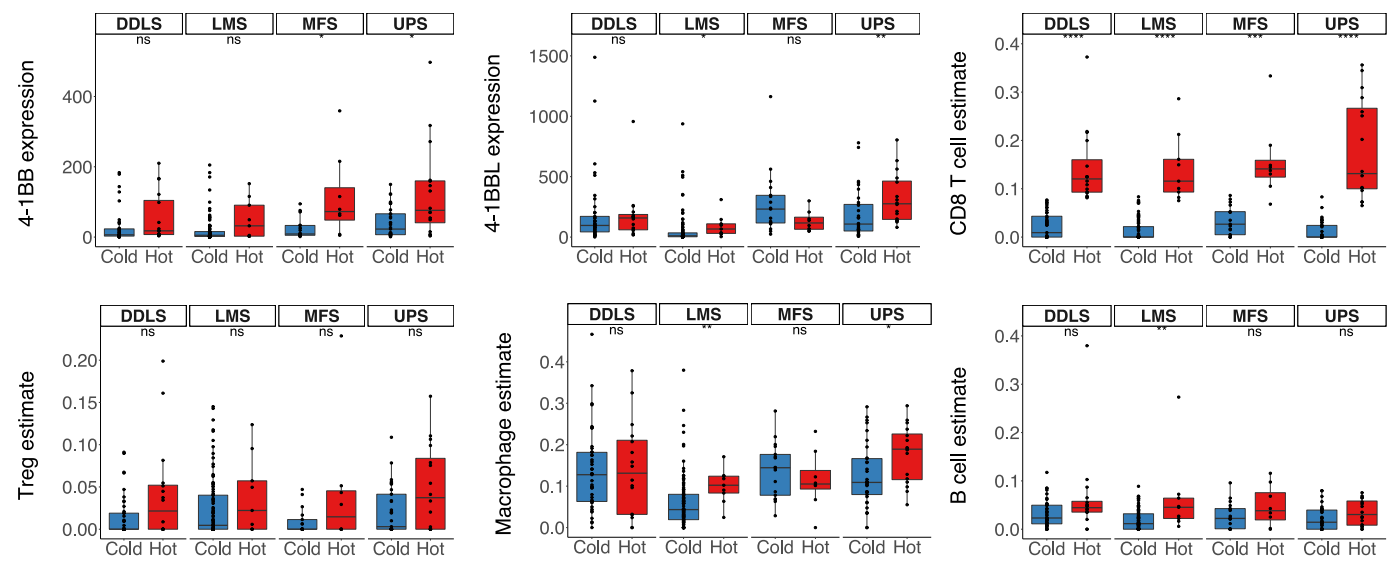 DDLS LMS MFS UPS
ns ns * *
4-1BB expression
400
200
0
Cold Hot Cold Hot Cold Hot Cold Hot
DDLS LMS MFS UPS
ns * ns **
4-1BBL expression
1500
1000
500
0
Cold Hot Cold Hot Cold Hot Cold Hot
DDLS LMS MFS UPS
**** **** *** ****
CD8 T cell estimate
0.4
0.3
0.2
0.1
0.0
Cold Hot Cold Hot Cold Hot Cold Hot
DDLS LMS MFS UPS
ns ns ns ns
Treg estimate
0.20
0.15
0.10
0.05
0.00
Cold Hot Cold Hot Cold Hot Cold Hot
DDLS LMS MFS UPS
ns ** ns *
Macrophage estimate
0.4
0.3
0.2
0.1
0.0
Cold Hot Cold Hot Cold Hot Cold Hot
DDLS LMS MFS UPS
ns ** ns ns
B cell estimate
0.4
0.3
0.2
0.1
0.0
Cold Hot Cold Hot Cold Hot Cold Hot